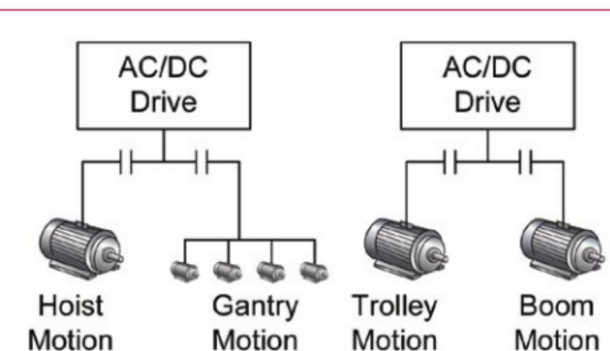 AC/DC
Drive
AC/DC
Drive
Hoist
Motion
Gantry
Motion
Trolley
Motion
Boom
Motion